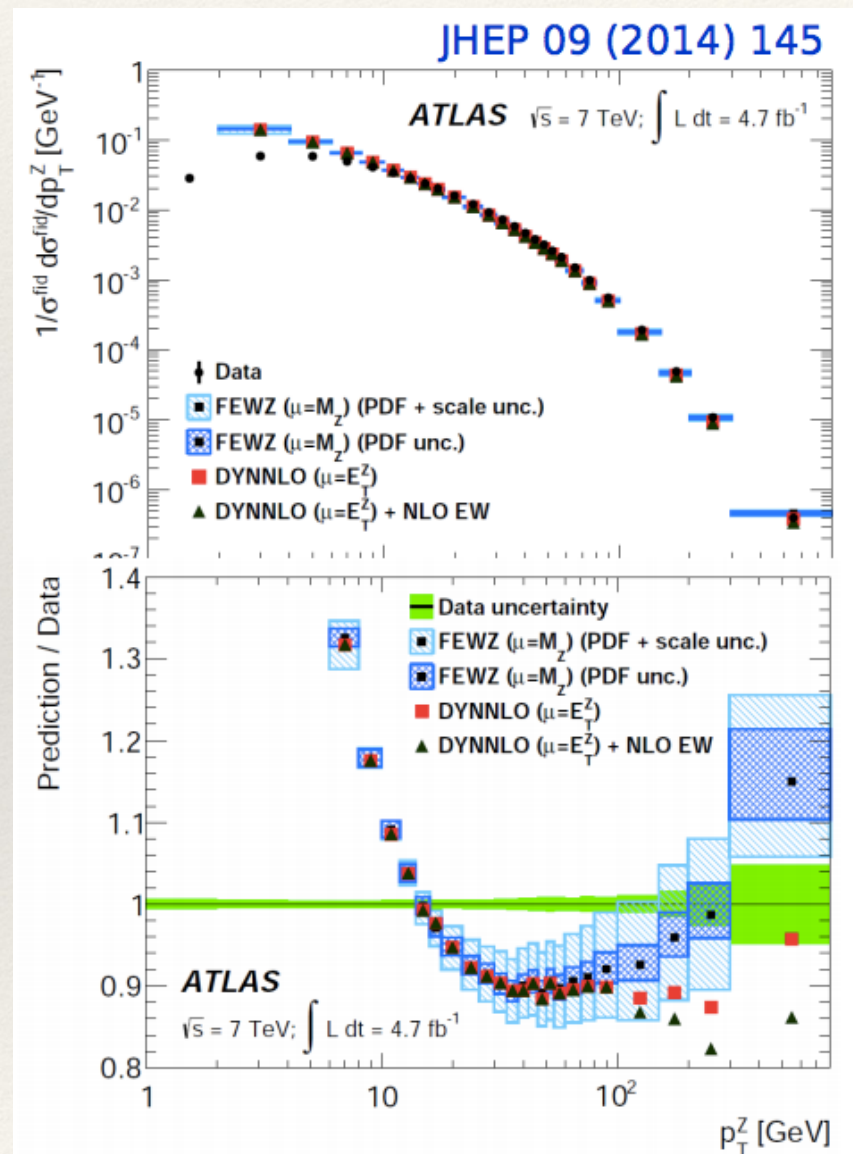 JHEP 09 (2014) 145
1/σ^fid dσ^fid/dp_T^Z [GeV⁻¹]
1
10⁻¹
10⁻²
10⁻³
10⁻⁴
10⁻⁵
10⁻⁶
10⁻⁷
ATLAS √s = 7 TeV; ∫ L dt = 4.7 fb⁻¹
Data
FEWZ (μ=M_Z) (PDF + scale unc.)
FEWZ (μ=M_Z) (PDF unc.)
DYNNLO (μ=E_T^Z)
DYNNLO (μ=E_T^Z) + NLO EW
Prediction / Data
1.4
1.3
1.2
1.1
1
0.9
0.8
Data uncertainty
FEWZ (μ=M_Z) (PDF + scale unc.)
FEWZ (μ=M_Z) (PDF unc.)
DYNNLO (μ=E_T^Z)
DYNNLO (μ=E_T^Z) + NLO EW
ATLAS
√s = 7 TeV; ∫ L dt = 4.7 fb⁻¹
1 10 10²
p_T^Z [GeV]